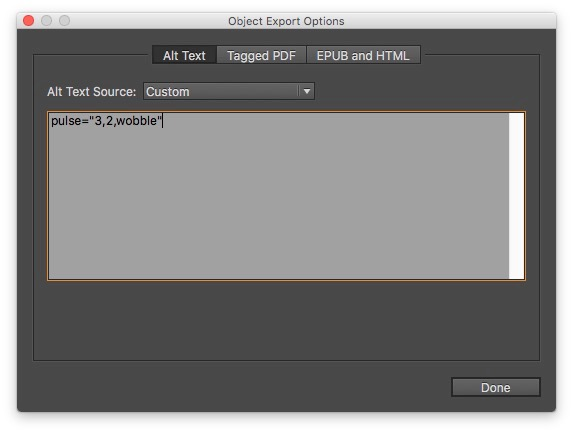 Object Export Options
Alt Text Tagged PDF EPUB and HTML
Alt Text Source: Custom
pulse="3,2,wobble"
Done